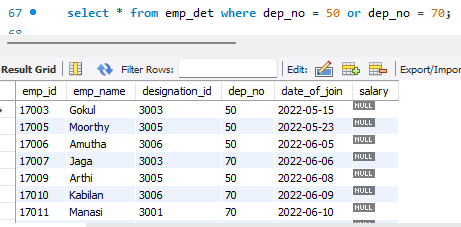 67 select * from emp_det where dep_no = 50 or dep_no = 70;
68
Result Grid Filter Rows: Edit: Export/Impor
emp_id emp_name designation_id dep_no date_of_join salary
17003 Gokul 3003 50 2022-05-15 NULL
17005 Moorthy 3005 50 2022-05-23 NULL
17006 Amutha 3006 50 2022-06-05 NULL
17007 Jaga 3003 70 2022-06-06 NULL
17009 Arthi 3005 50 2022-06-08 NULL
17010 Kabilan 3006 70 2022-06-09 NULL
17011 Manasi 3001 70 2022-06-10 NULL